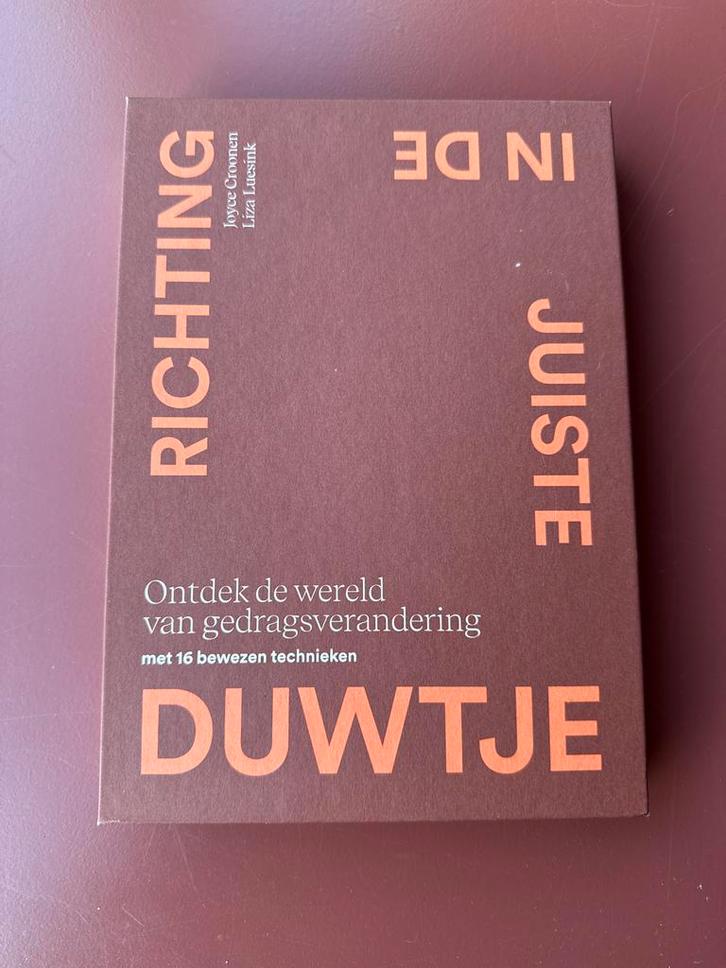 DUWTJE
IN DE
JUISTE
RICHTING
Joyce Croonen
Liza Luesink
Ontdek de wereld
van gedragsverandering
met 16 bewezen technieken